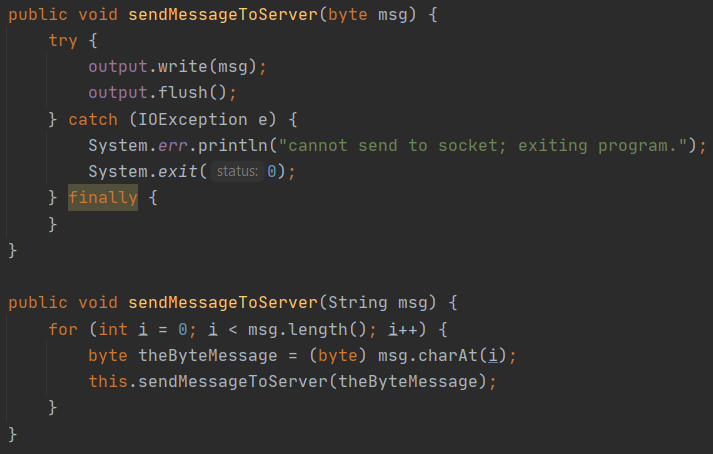 public void sendMessageToServer(byte msg) {
    try {
        output.write(msg);
        output.flush();
    } catch (IOException e) {
        System.err.println("cannot send to socket; exiting program.");
        System.exit( status: 0);
    } finally {
    }
}

public void sendMessageToServer(String msg) {
    for (int i = 0; i < msg.length(); i++) {
        byte theByteMessage = (byte) msg.charAt(i);
        this.sendMessageToServer(theByteMessage);
    }
}